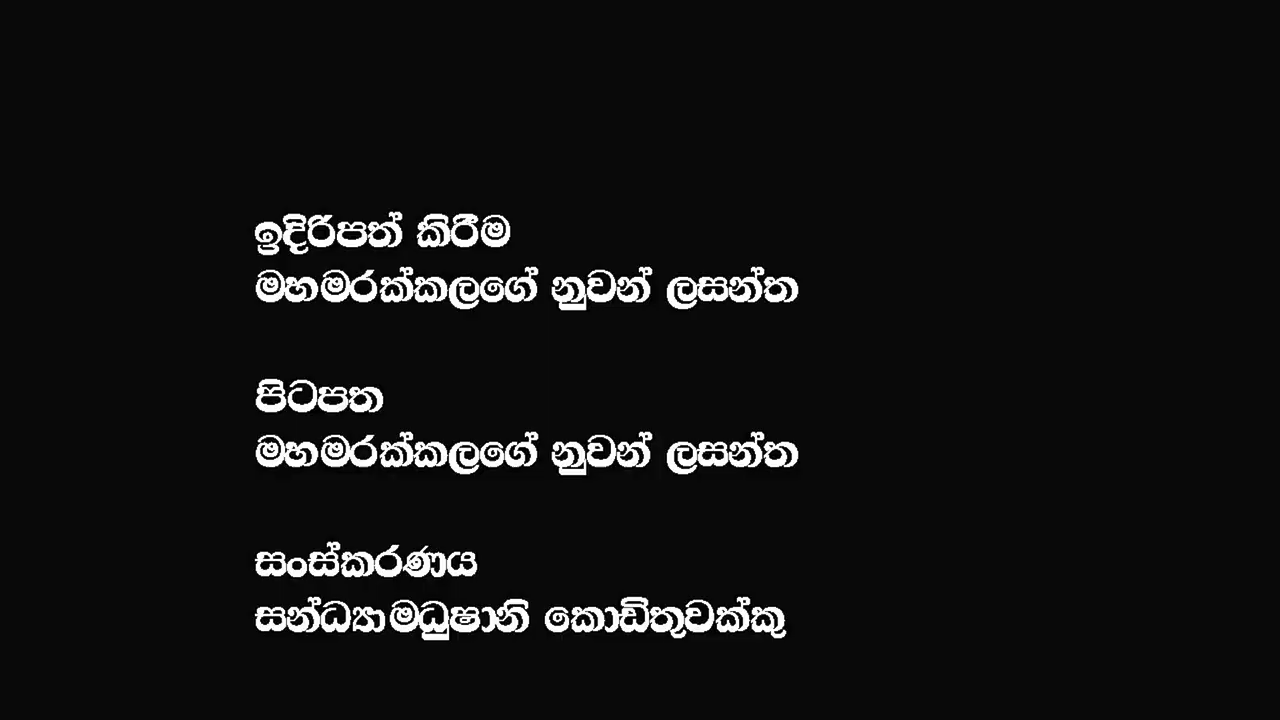 ඉදිරිපත් කිරීම
මහමරක්කලගේ නුවන් ලසන්ත
පිටපත
මහමරක්කලගේ නුවන් ලසන්ත
සංස්කරණය
සන්ධ්‍යාමධුෂානි කොඩිතුවක්කු